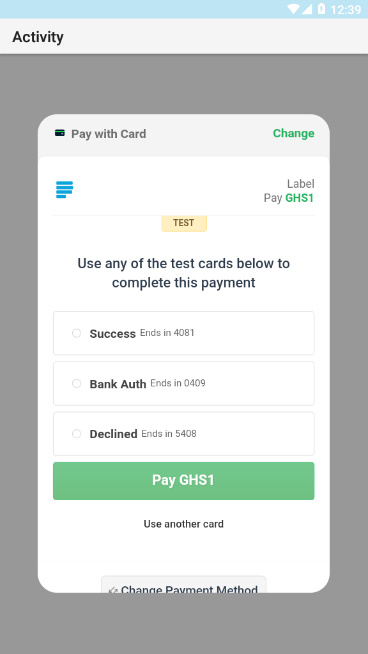 12:39
Activity
Pay with Card
Change
Label
Pay GHS1
TEST
Use any of the test cards below to
complete this payment
Success Ends in 4081
Bank Auth Ends in 0409
Declined Ends in 5408
Pay GHS1
Use another card
Change Payment Method